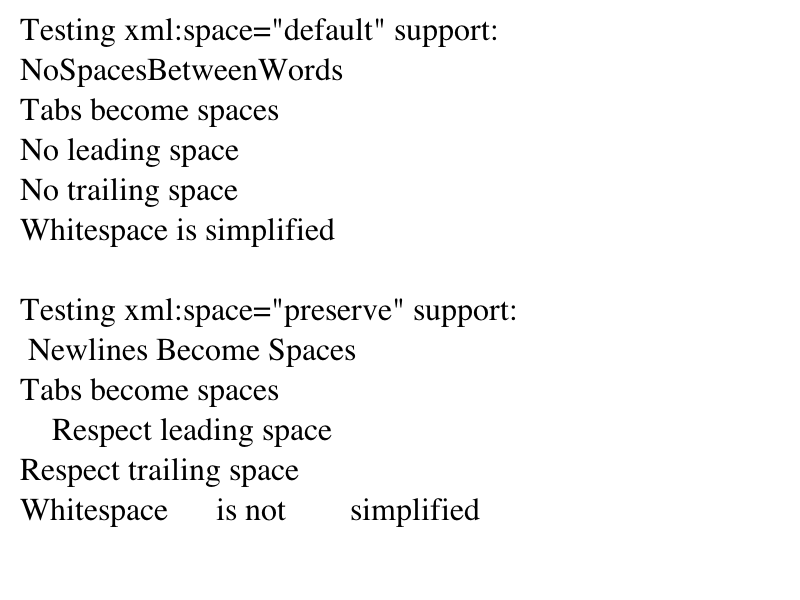 Testing xml:space="default" support:
NoSpacesBetweenWords
Tabs become spaces
No leading space
No trailing space
Whitespace is simplified

Testing xml:space="preserve" support:
 Newlines Become Spaces
Tabs become spaces
    Respect leading space
Respect trailing space
Whitespace      is not        simplified